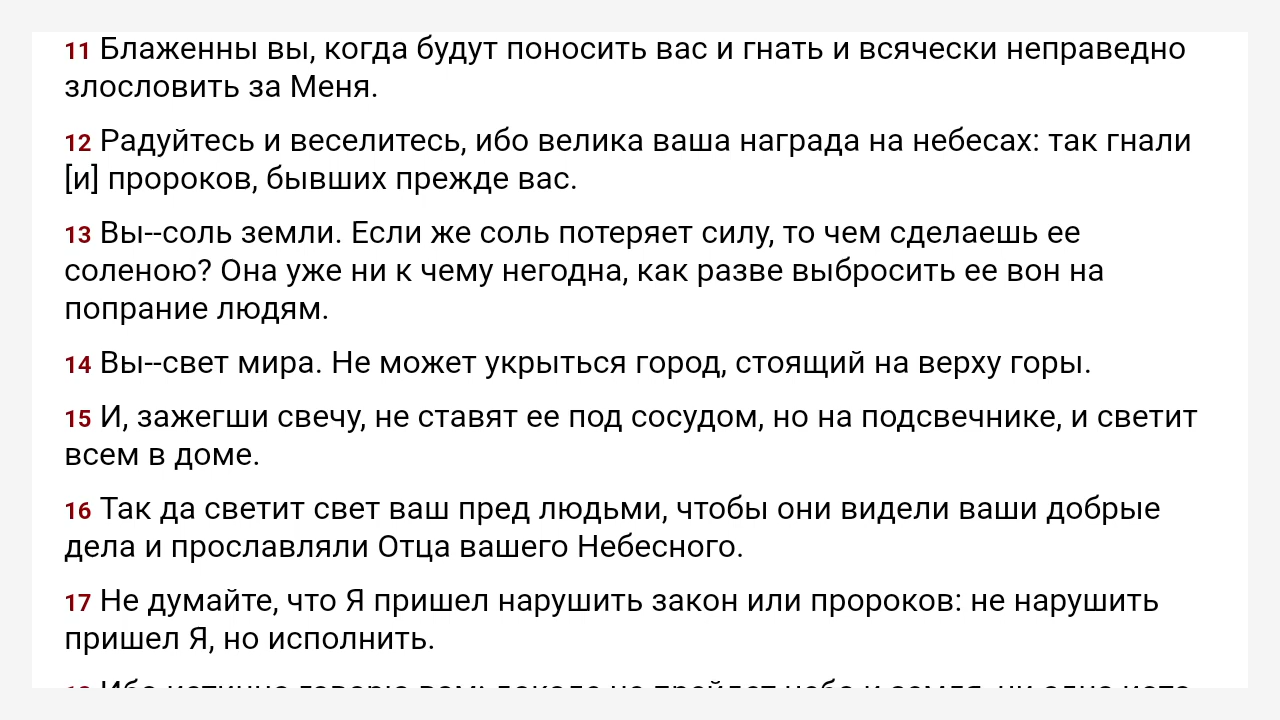 11 Блаженны вы, когда будут поносить вас и гнать и всячески неправедно
злословить за Меня.
12 Радуйтесь и веселитесь, ибо велика ваша награда на небесах: так гнали
[и] пророков, бывших прежде вас.
13 Вы--соль земли. Если же соль потеряет силу, то чем сделаешь ее
соленою? Она уже ни к чему негодна, как разве выбросить ее вон на
попрание людям.
14 Вы--свет мира. Не может укрыться город, стоящий на верху горы.
15 И, зажегши свечу, не ставят ее под сосудом, но на подсвечнике, и светит
всем в доме.
16 Так да светит свет ваш пред людьми, чтобы они видели ваши добрые
дела и прославляли Отца вашего Небесного.
17 Не думайте, что Я пришел нарушить закон или пророков: не нарушить
пришел Я, но исполнить.